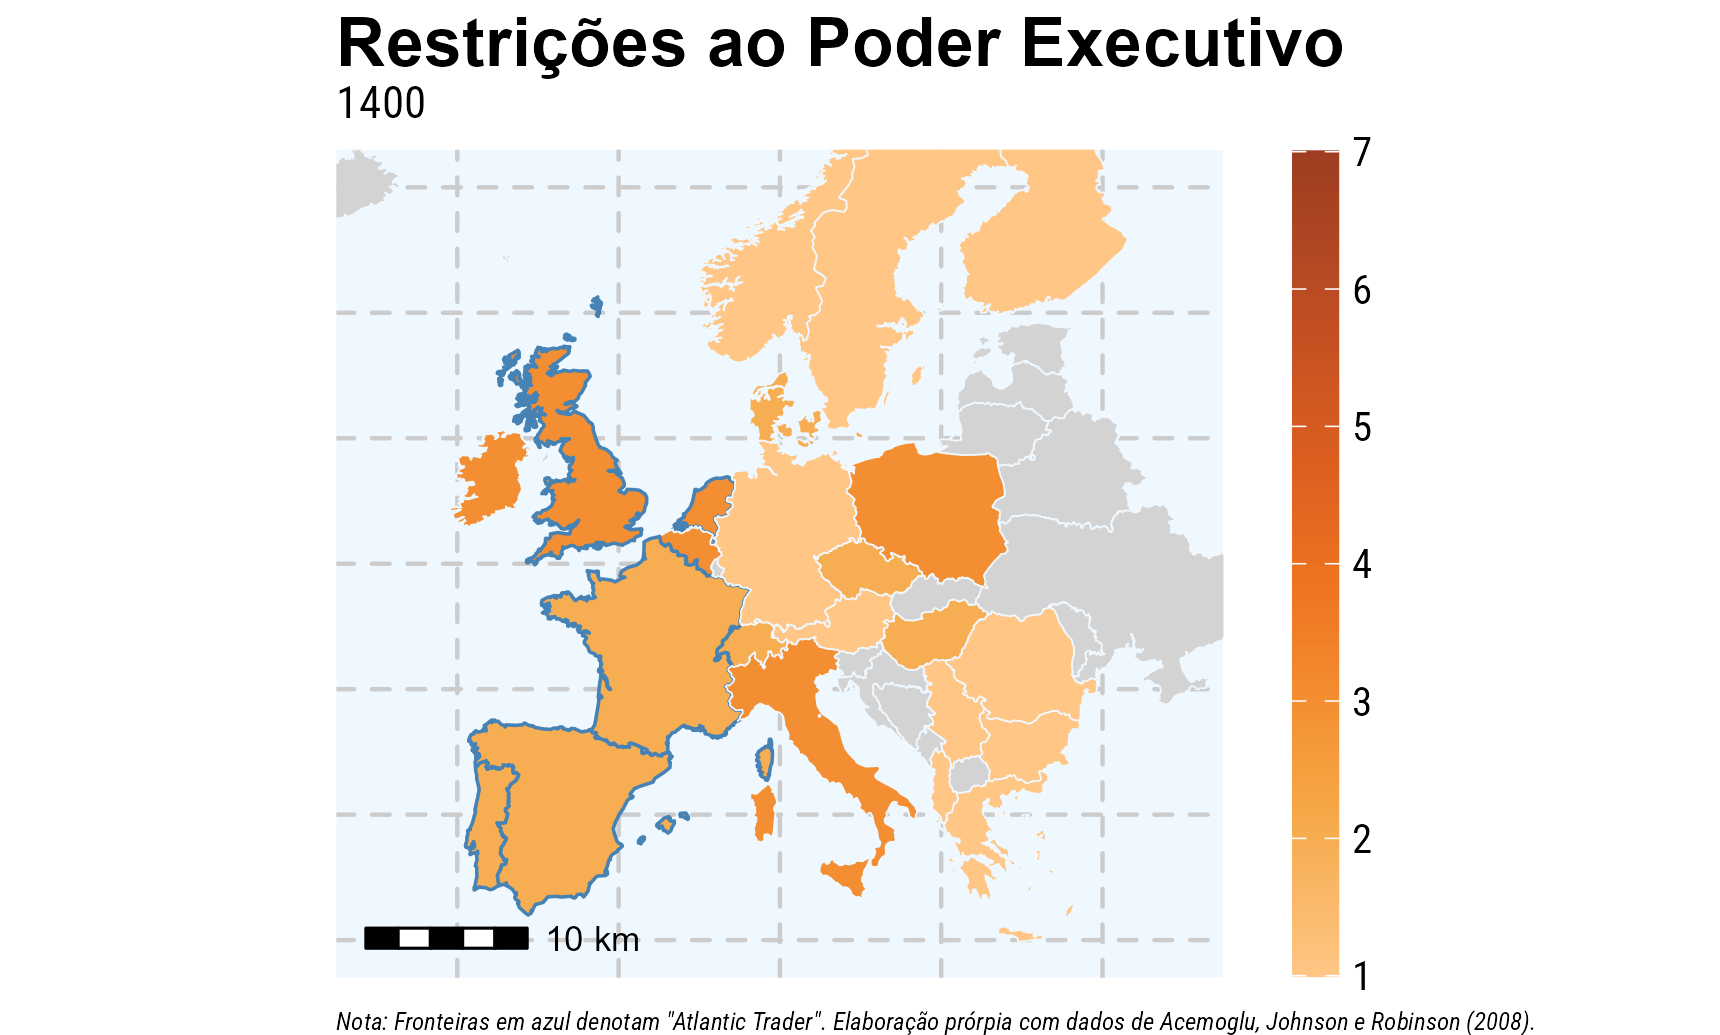 Restrições ao Poder Executivo
1400
7
6
5
4
3
2
1
10 km
Nota: Fronteiras em azul denotam "Atlantic Trader". Elaboração prórpia com dados de Acemoglu, Johnson e Robinson (2008).